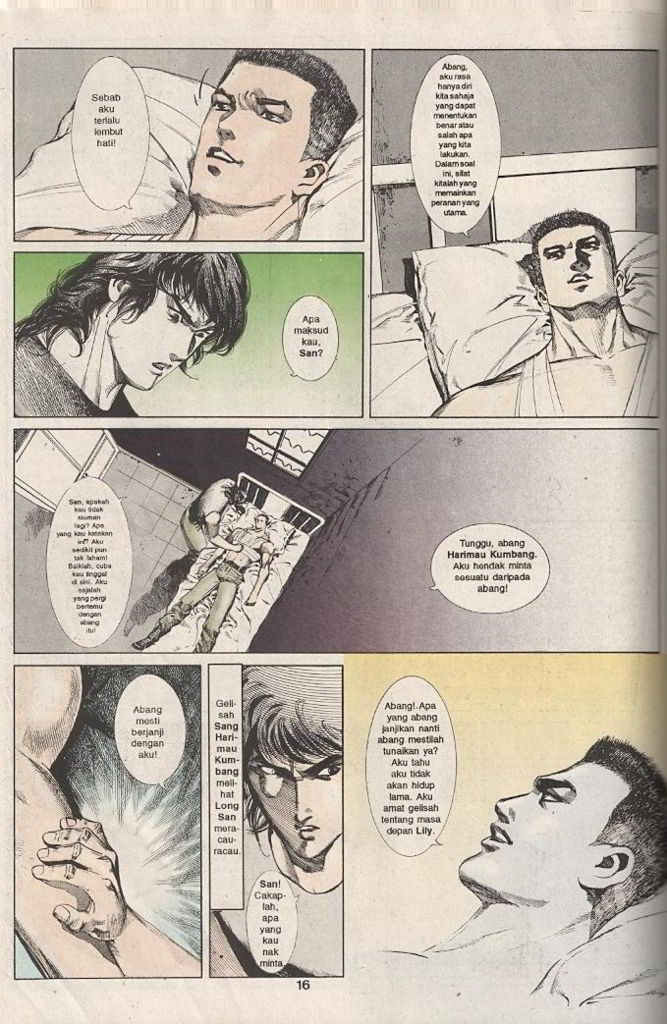 Sebab
aku
terlalu
lembut
hati!
Abang,
aku rasa
hanya diri
kita sahaja
yang dapat
menentukan
benar atau
salah apa
yang kita
lakukan.
Dalam soal
ini, sifat
kitalah yang
memainkan
peranan yang
utama.
Apa
maksud
kau,
San?
San, apakah
kau tidak
siuman
lagi? Apa
yang kau katakan
ini? Aku
sedikit pun
tak faham!
Baiklah, cuba
kau tinggal
di sini. Aku
sajalah
yang pergi
bertemu
dengan
abang
itu!
Tunggu, abang
Harimau Kumbang.
Aku hendak minta
sesuatu daripada
abang!
Abang
mesti
berjanji
dengan
aku!
Geli-
sah
Sang
Hari-
mau
Kum-
bang
meli-
hat
Long
San
mera-
cau-
racau.
San!
Cakap-
lah,
apa
yang
kau
nak
minta.
Abang!. Apa
yang abang
janjikan nanti
abang mestilah
tunaikan ya?
Aku tahu
aku tidak
akan hidup
lama. Aku
amat gelisah
tentang masa
depan Lily.
16